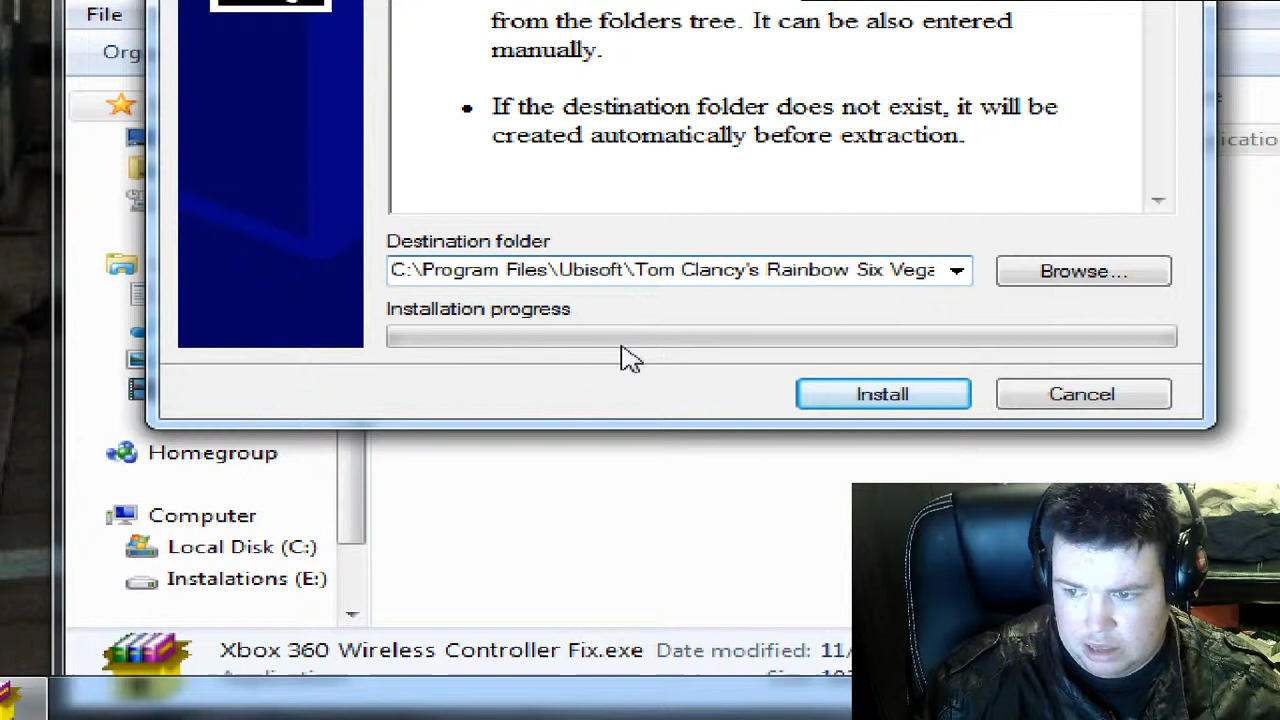 File
from the folders tree. It can be also entered
Org
manually.
If the destination folder does not exist, it will be
created automatically before extraction.
Destination folder
C:\Program Files\Ubisoft\Tom Clancy's Rainbow Six Vega
Browse...
Installation progress
Install
Cancel
Homegroup
Computer
Local Disk (C:)
Instalations (E:)
Xbox 360 Wireless Controller Fix.exe
Date modified: 11/